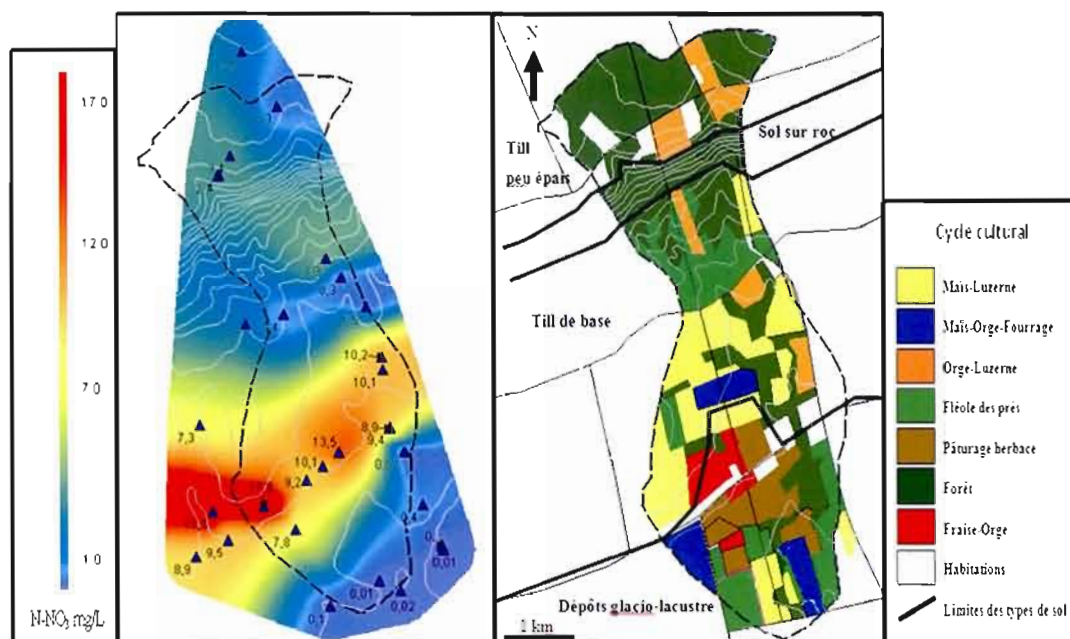 170
120
70
10
N-NO₃ mg/L
0,3
10,2
10,1
7,3
8,9
9,4
13,5
0
10,1
9,2
7,8
9,5
8,9
0,01
0,01
0,02
0,1
N
Sol sur roc
Till
peu épais
Till de base
Dépôts glacio-lacustre
1 km
Cycle cultural
Maïs-Luzerne
Maïs-Orge-Fourrage
Orge-Luzerne
Fléole des prés
Pâturage herbacé
Forêt
Fraise-Orge
Habitations
Limites des types de sol